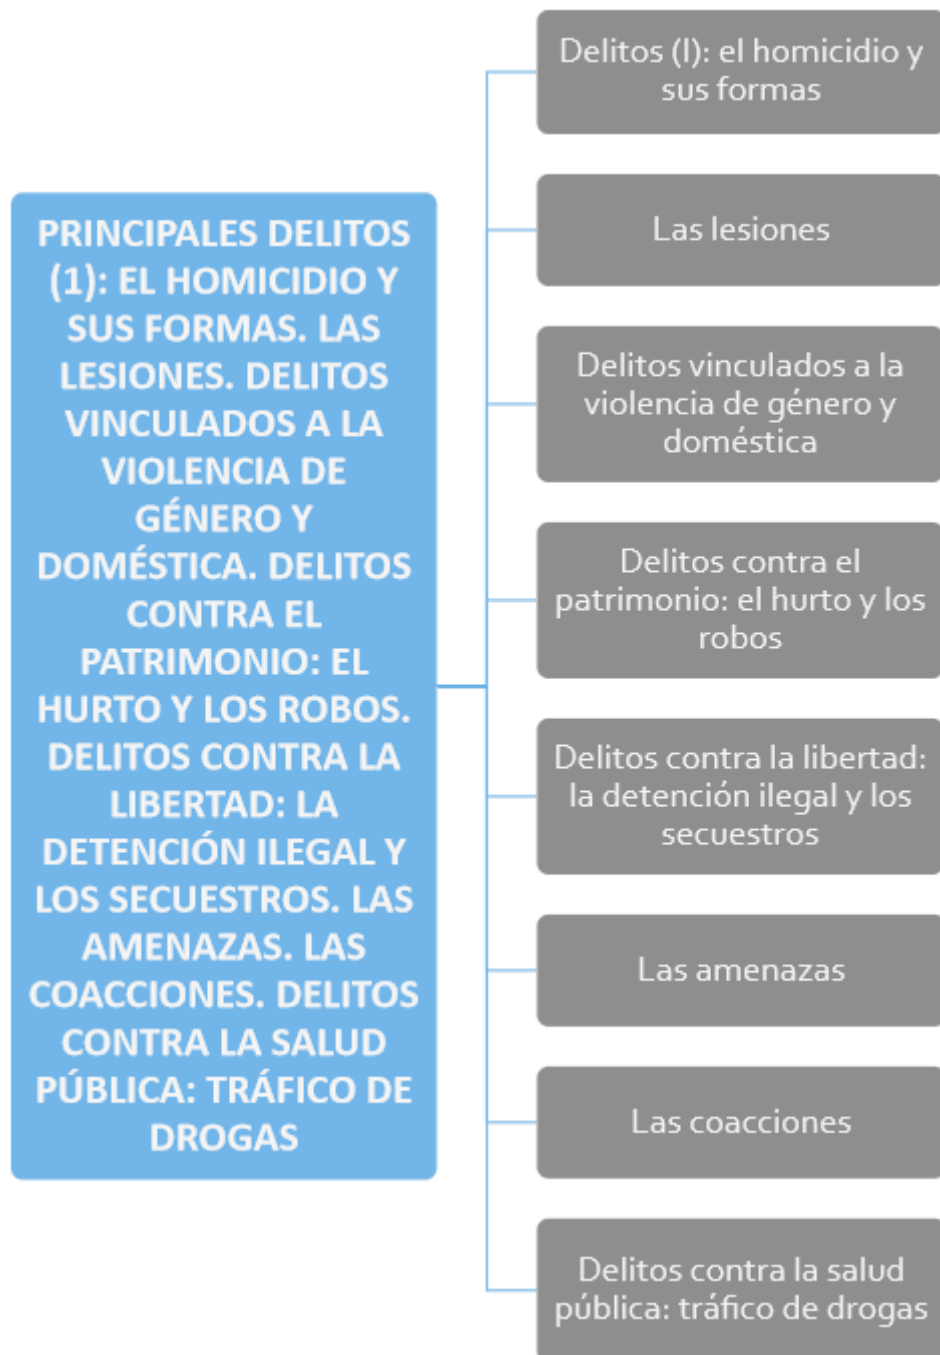 PRINCIPALES DELITOS
(1): EL HOMICIDIO Y
SUS FORMAS. LAS
LESIONES. DELITOS
VINCULADOS A LA
VIOLENCIA DE
GÉNERO Y
DOMÉSTICA. DELITOS
CONTRA EL
PATRIMONIO: EL
HURTO Y LOS ROBOS.
DELITOS CONTRA LA
LIBERTAD: LA
DETENCIÓN ILEGAL Y
LOS SECUESTROS. LAS
AMENAZAS. LAS
COACCIONES. DELITOS
CONTRA LA SALUD
PÚBLICA: TRÁFICO DE
DROGAS
Delitos (I): el homicidio y
sus formas
Las lesiones
Delitos vinculados a la
violencia de género y
doméstica
Delitos contra el
patrimonio: el hurto y los
robos
Delitos contra la libertad:
la detención ilegal y los
secuestros
Las amenazas
Las coacciones
Delitos contra la salud
pública: tráfico de drogas